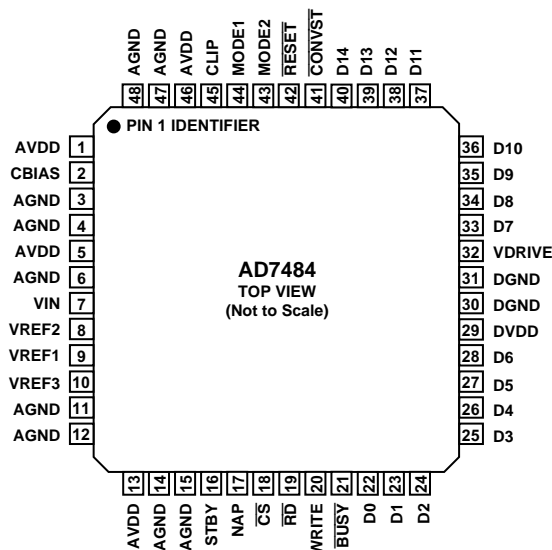 48 AGND
47 AGND
46 AVDD
45 CLIP
44 MODE1
43 MODE2
42 RESET
41 CONVST
40 D14
39 D13
38 D12
37 D11
PIN 1 IDENTIFIER
AVDD 1
CBIAS 2
AGND 3
AGND 4
AVDD 5
AGND 6
VIN 7
VREF2 8
VREF1 9
VREF3 10
AGND 11
AGND 12
AD7484
TOP VIEW
(Not to Scale)
36 D10
35 D9
34 D8
33 D7
32 VDRIVE
31 DGND
30 DGND
29 DVDD
28 D6
27 D5
26 D4
25 D3
13 AVDD
14 AGND
15 AGND
16 STBY
17 NAP
18 CS
19 RD
20 WRITE
21 BUSY
22 D0
23 D1
24 D2